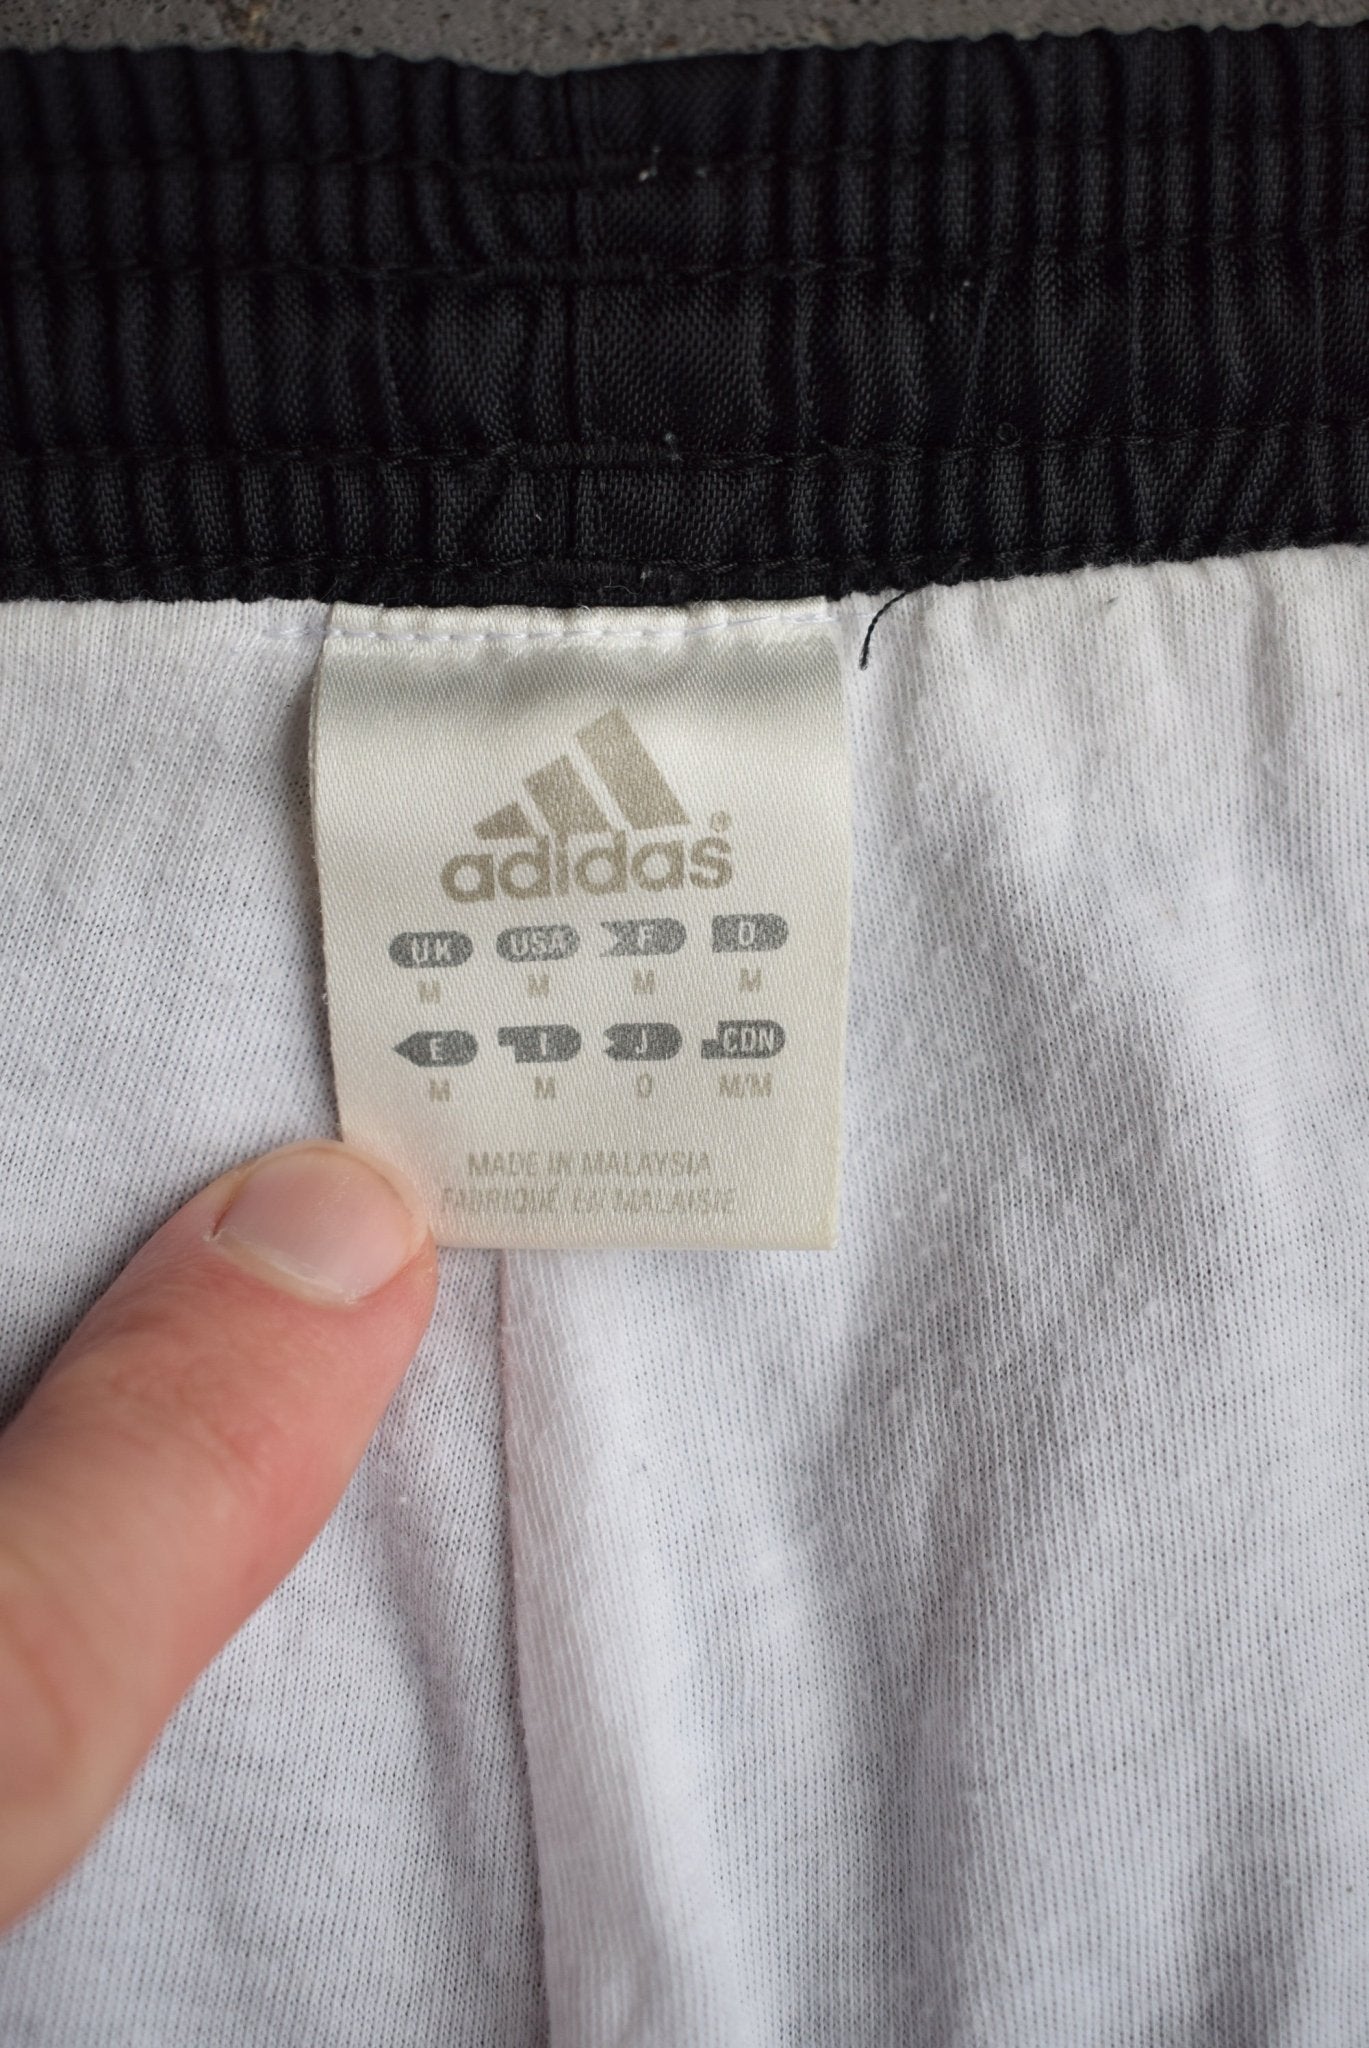 adidas®
UK USA F D
M M M M
E I J CDN
M M O M/M
MADE IN MALAYSIA
FABRIQUÉ EN MALAISIE